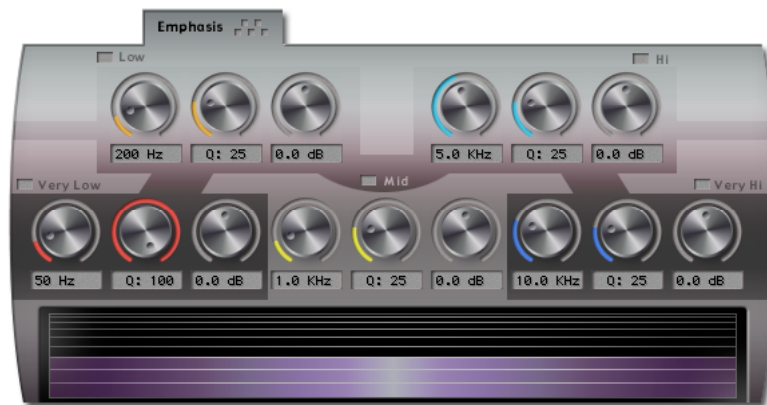 Emphasis
Low Hi
200 Hz Q: 25 0.0 dB 5.0 KHz Q: 25 0.0 dB
Very Low Mid Very Hi
50 Hz Q: 100 0.0 dB 1.0 KHz Q: 25 0.0 dB 10.0 KHz Q: 25 0.0 dB